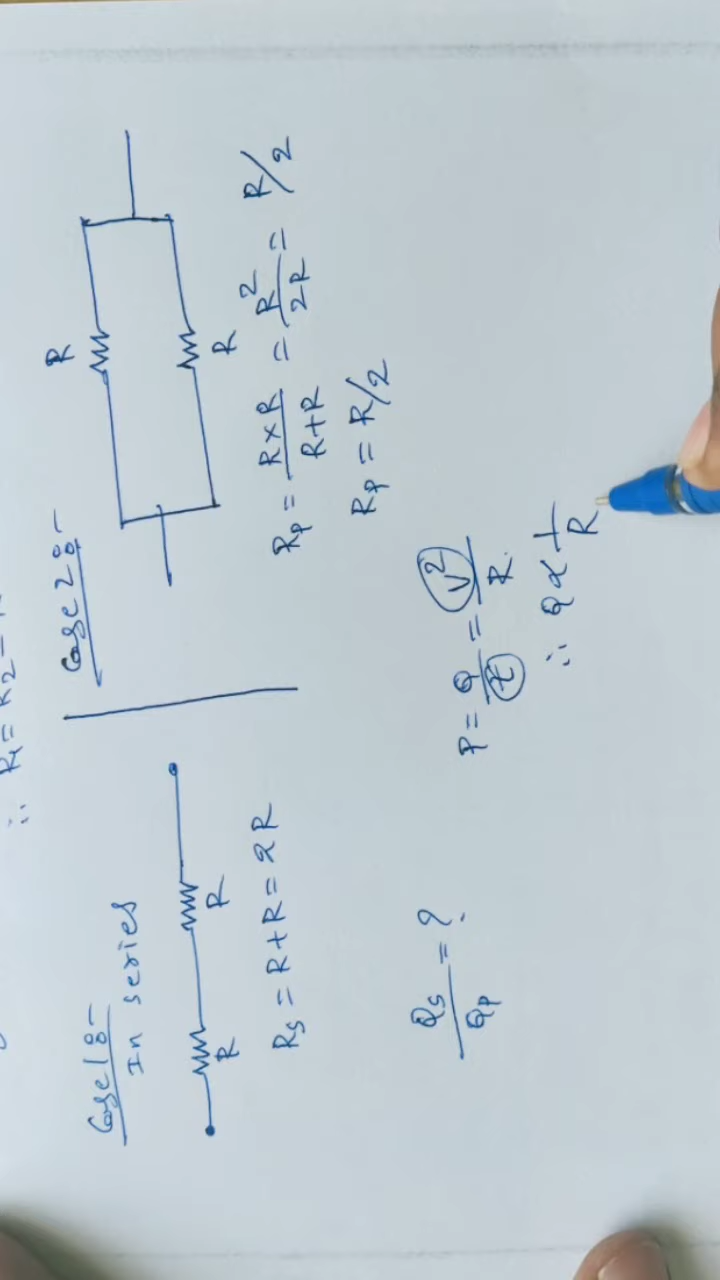 ∴ R₁ = R₂ =
Case 1 :-
In series
R
R
Rs = R+R = 2R
Case 2 :-
R
R
Rp = R×R/R+R = R²/2R = R/2
Rp = R/2
Qs/Qp = ?
P = Q/t = V²/R
∴ Q ∝ 1/R